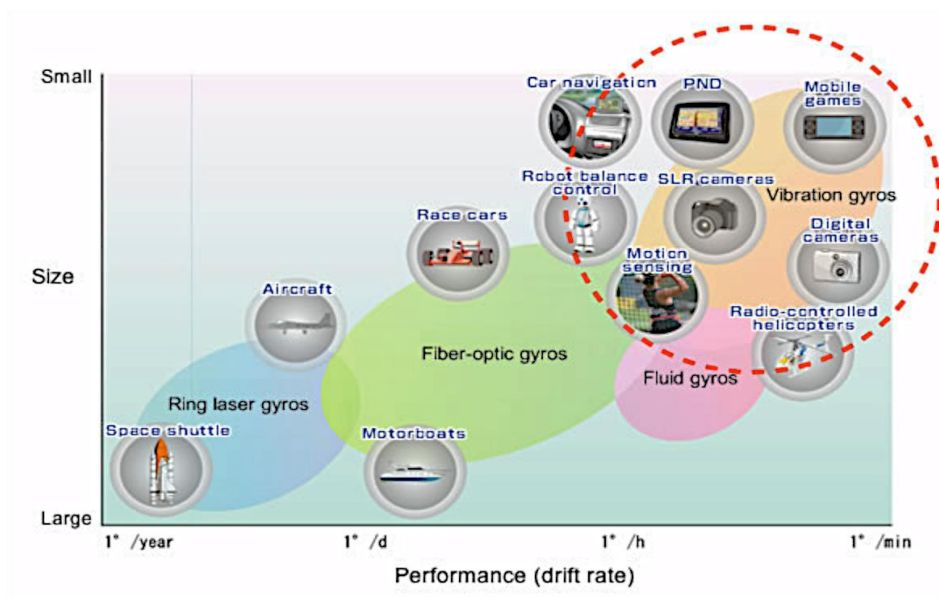 Small
Car navigation
PND
Mobile
games
Robot balance
control
SLR cameras
Vibration gyros
Race cars
Digital
cameras
Size
Motion
sensing
Aircraft
Radio-controlled
helicopters
Fiber-optic gyros
Fluid gyros
Ring laser gyros
Space shuttle
Motorboats
Large
1° /year
1° /d
1° /h
1° /min
Performance (drift rate)